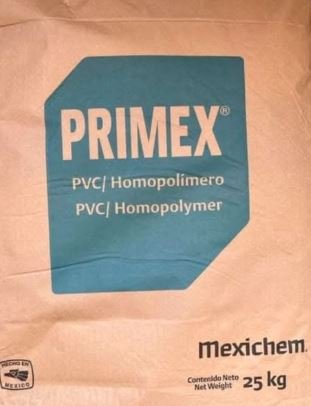 PRIMEX®
PVC/ Homopolímero
PVC/ Homopolymer
Mexichem.
Contenido Neto
Net Weight 25 kg
HECHO EN
MEXICO